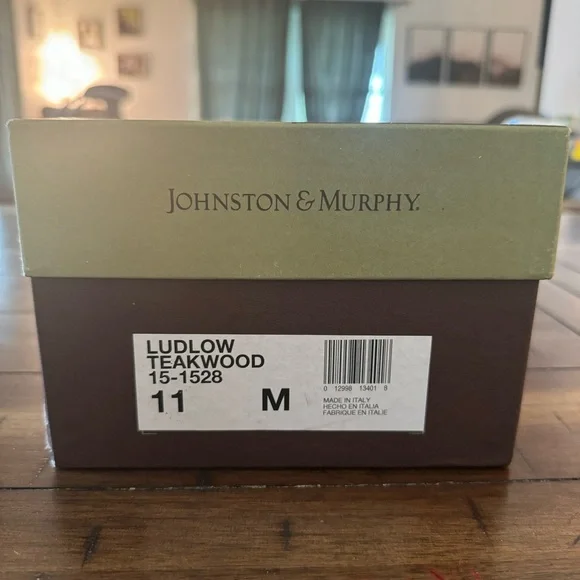 JOHNSTON & MURPHY.
LUDLOW
TEAKWOOD
15-1528
11 M
0 12998 13401 9
MADE IN ITALY
HECHO EN ITALIA
FABRIQUE EN ITALIE